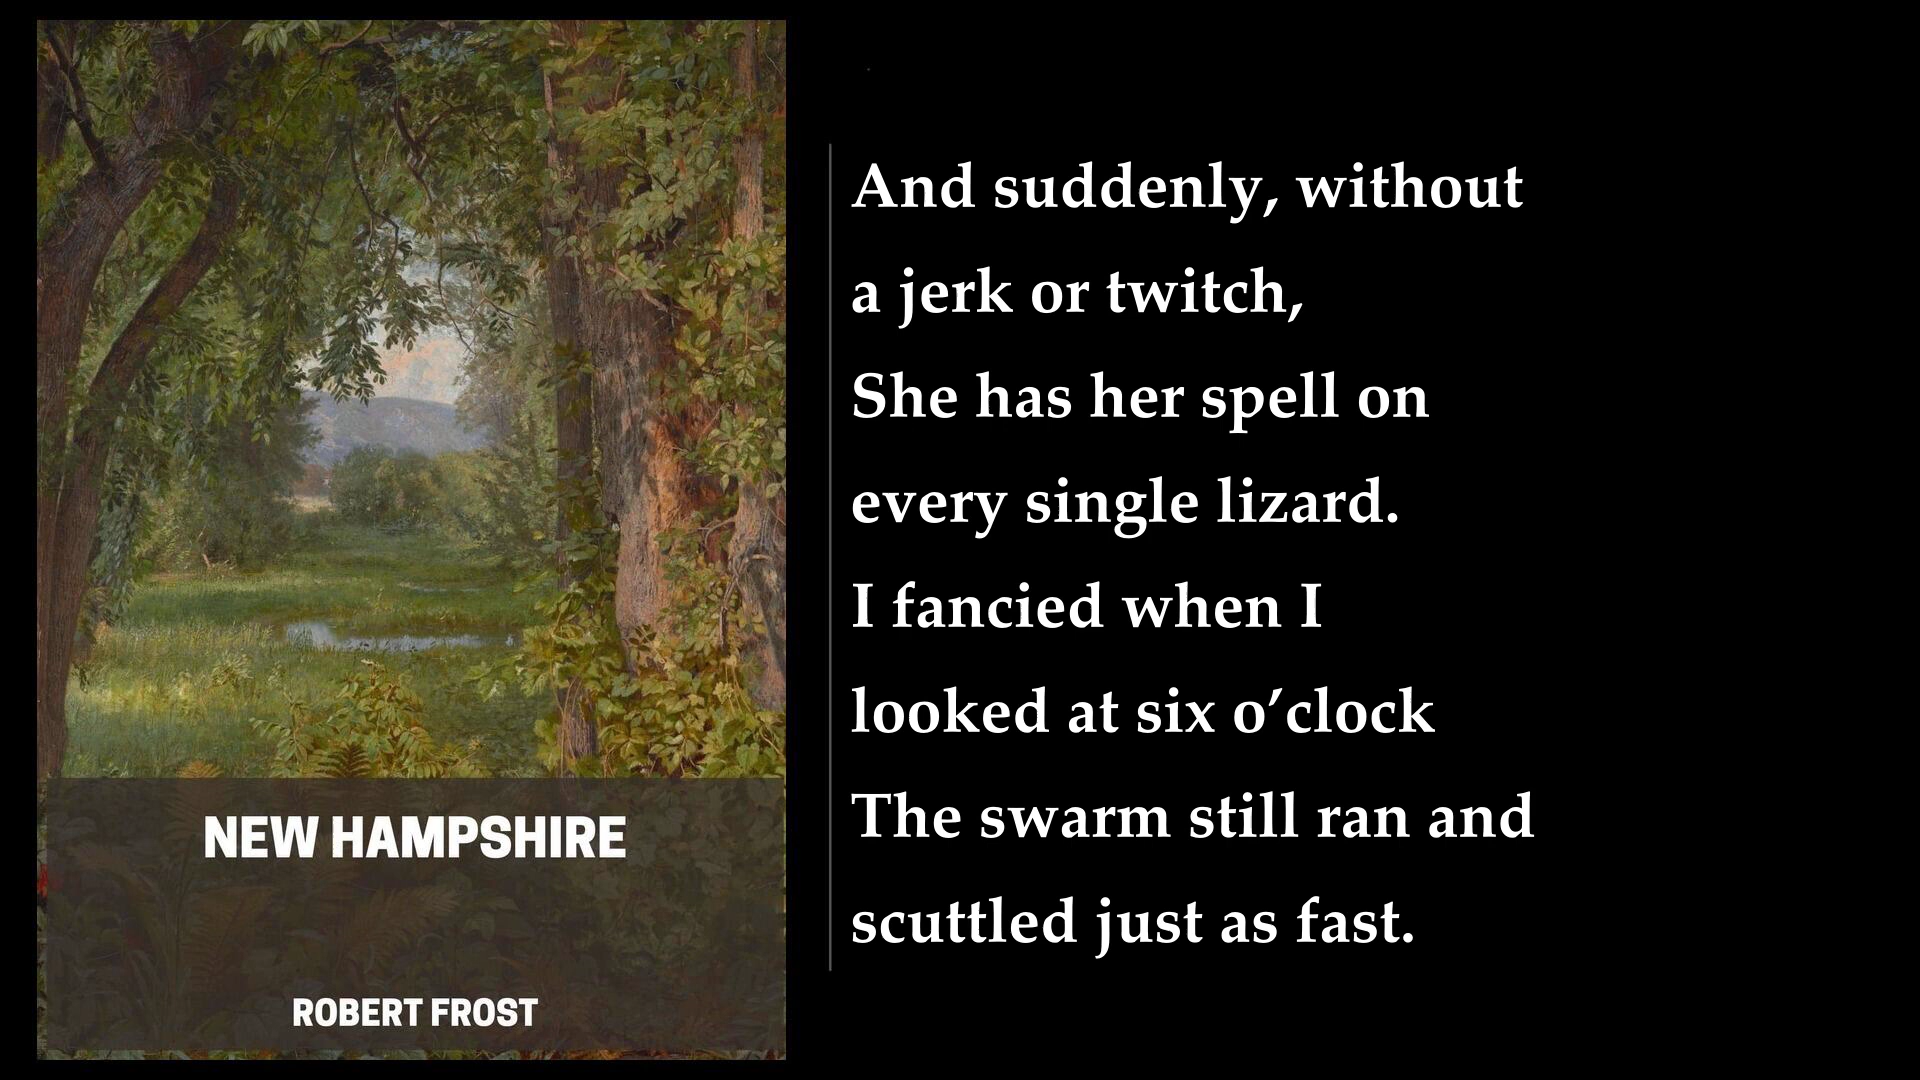 NEW HAMPSHIRE
ROBERT FROST
And suddenly, without
a jerk or twitch,
She has her spell on
every single lizard.
I fancied when I
looked at six o’clock
The swarm still ran and
scuttled just as fast.